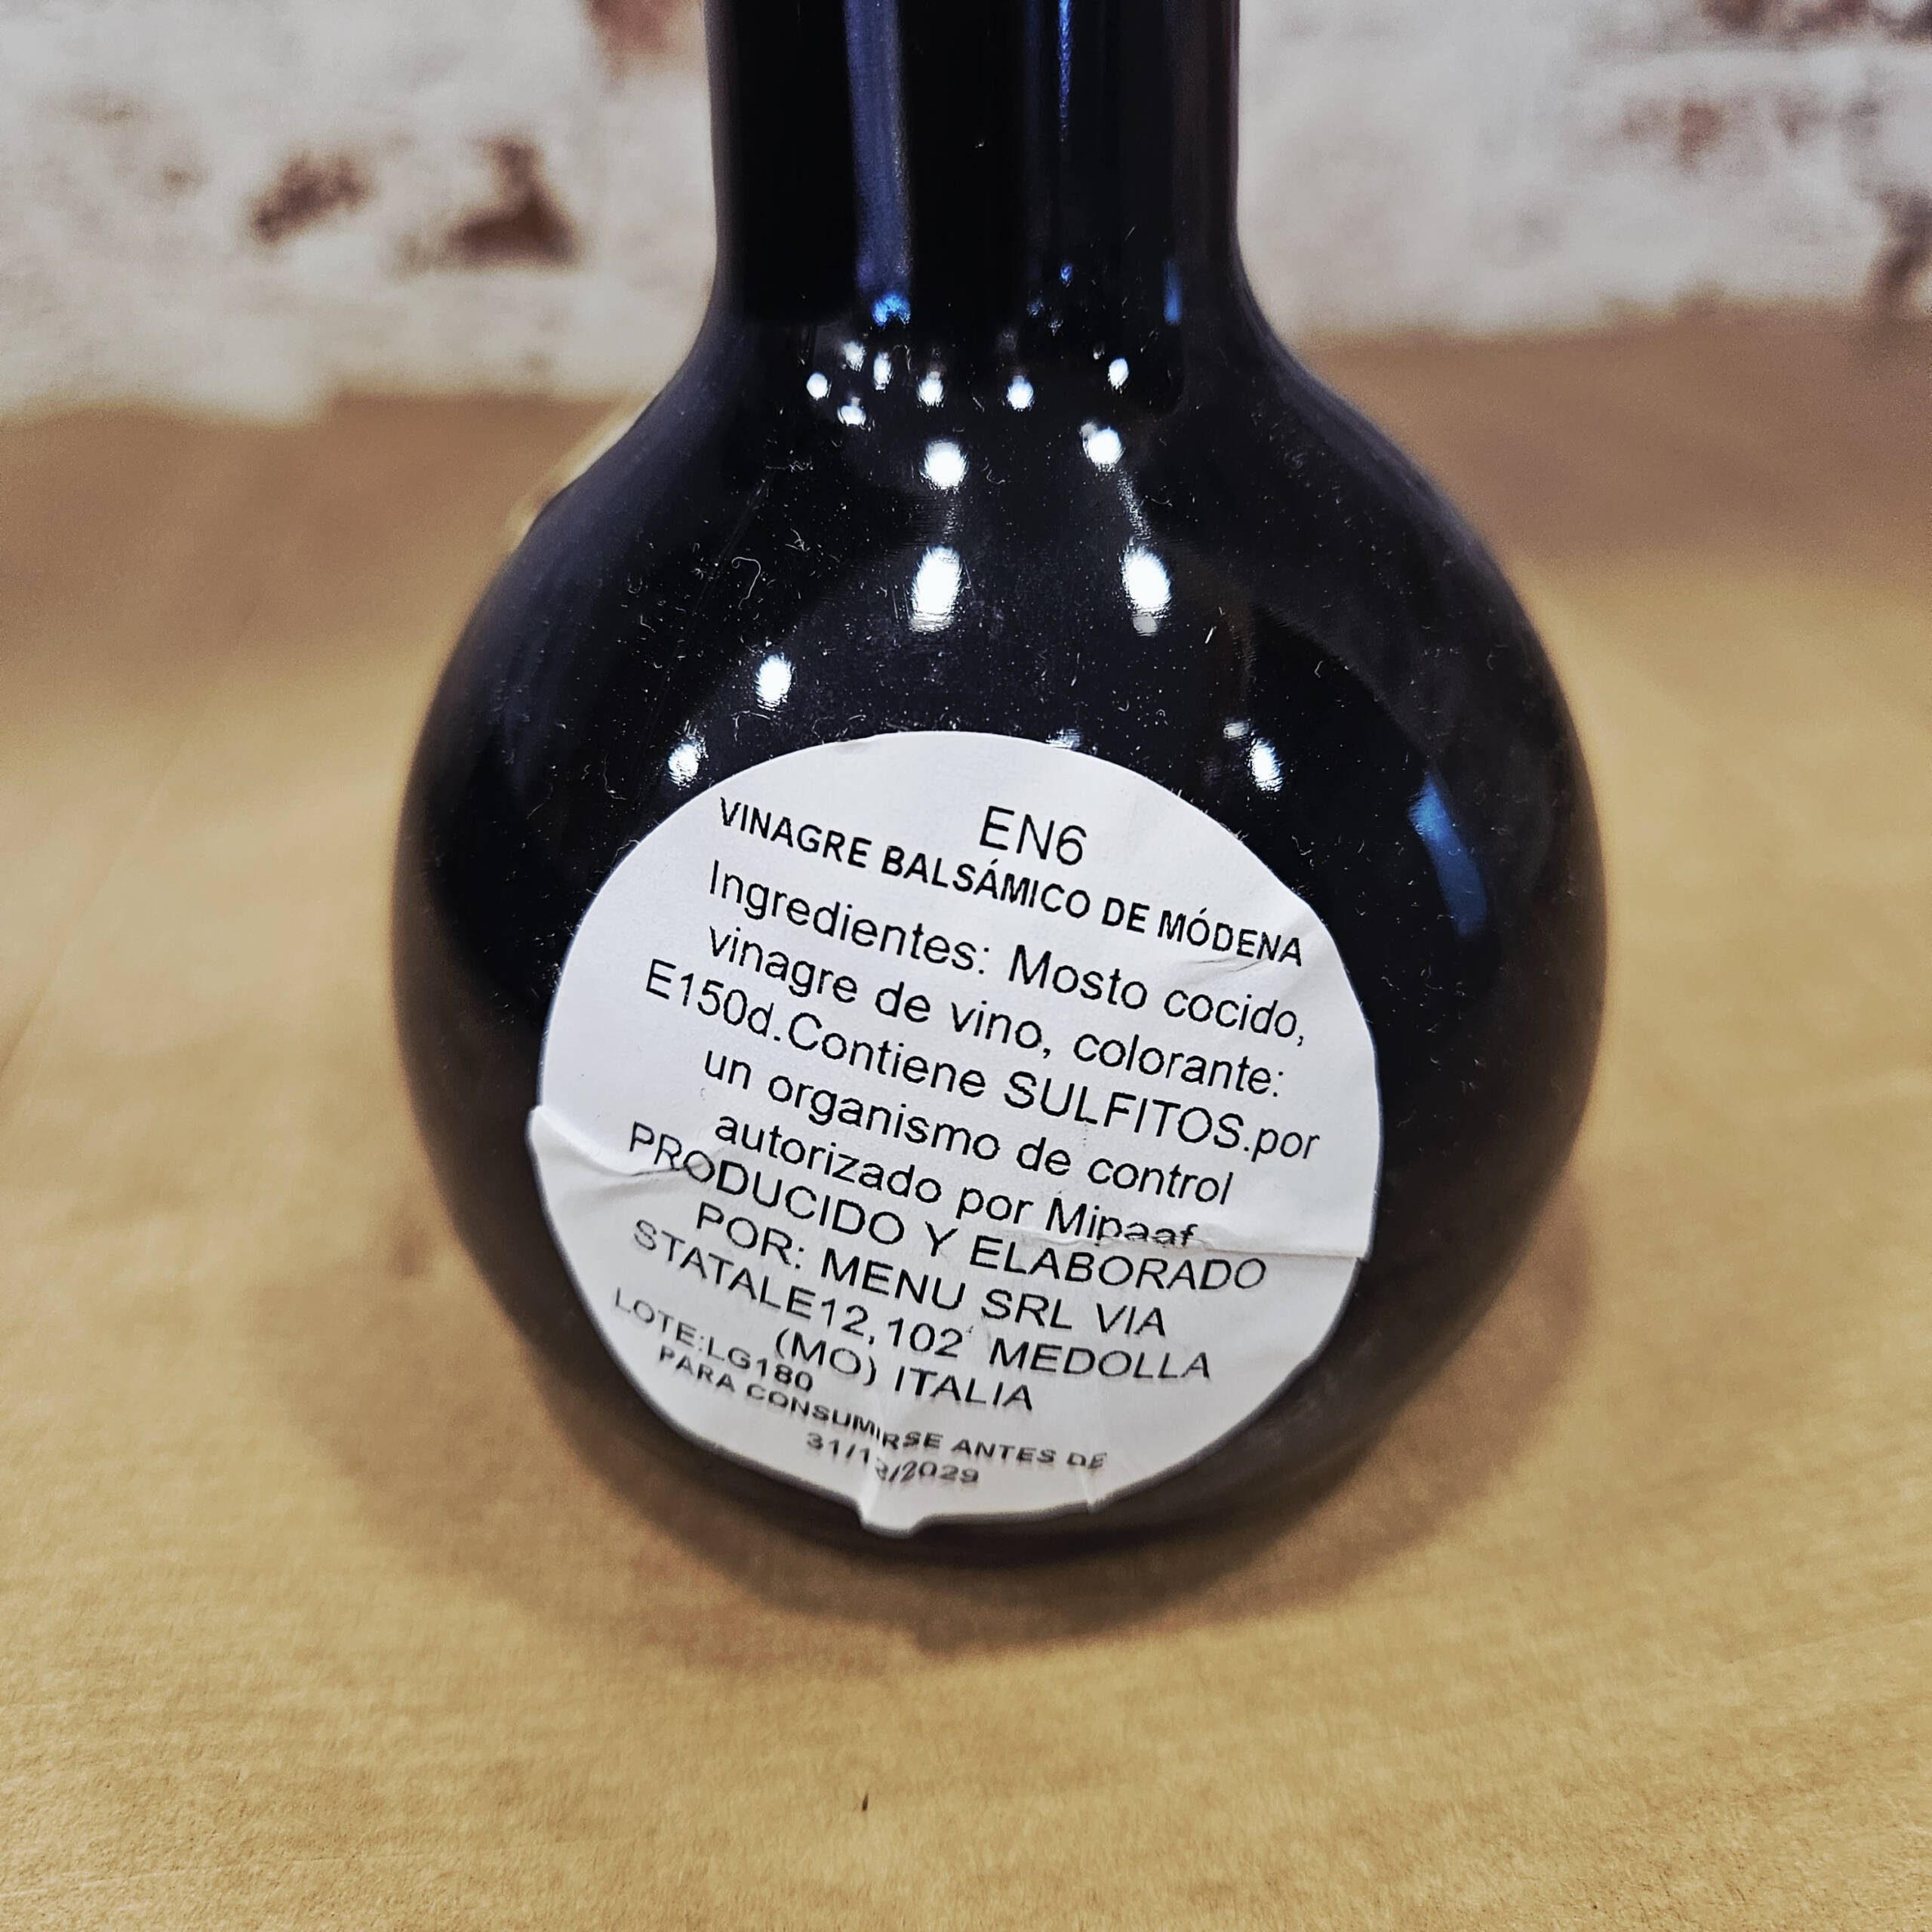 EN6
VINAGRE BALSÁMICO DE MÓDENA
Ingredientes: Mosto cocido,
vinagre de vino, colorante:
E150d.Contiene SULFITOS.por
un organismo de control
autorizado por Mipaaf
PRODUCIDO Y ELABORADO
POR: MENU SRL VIA
STATALE12,102 MEDOLLA
(MO) ITALIA
LOTE:LG180
PARA CONSUMIRSE ANTES DE